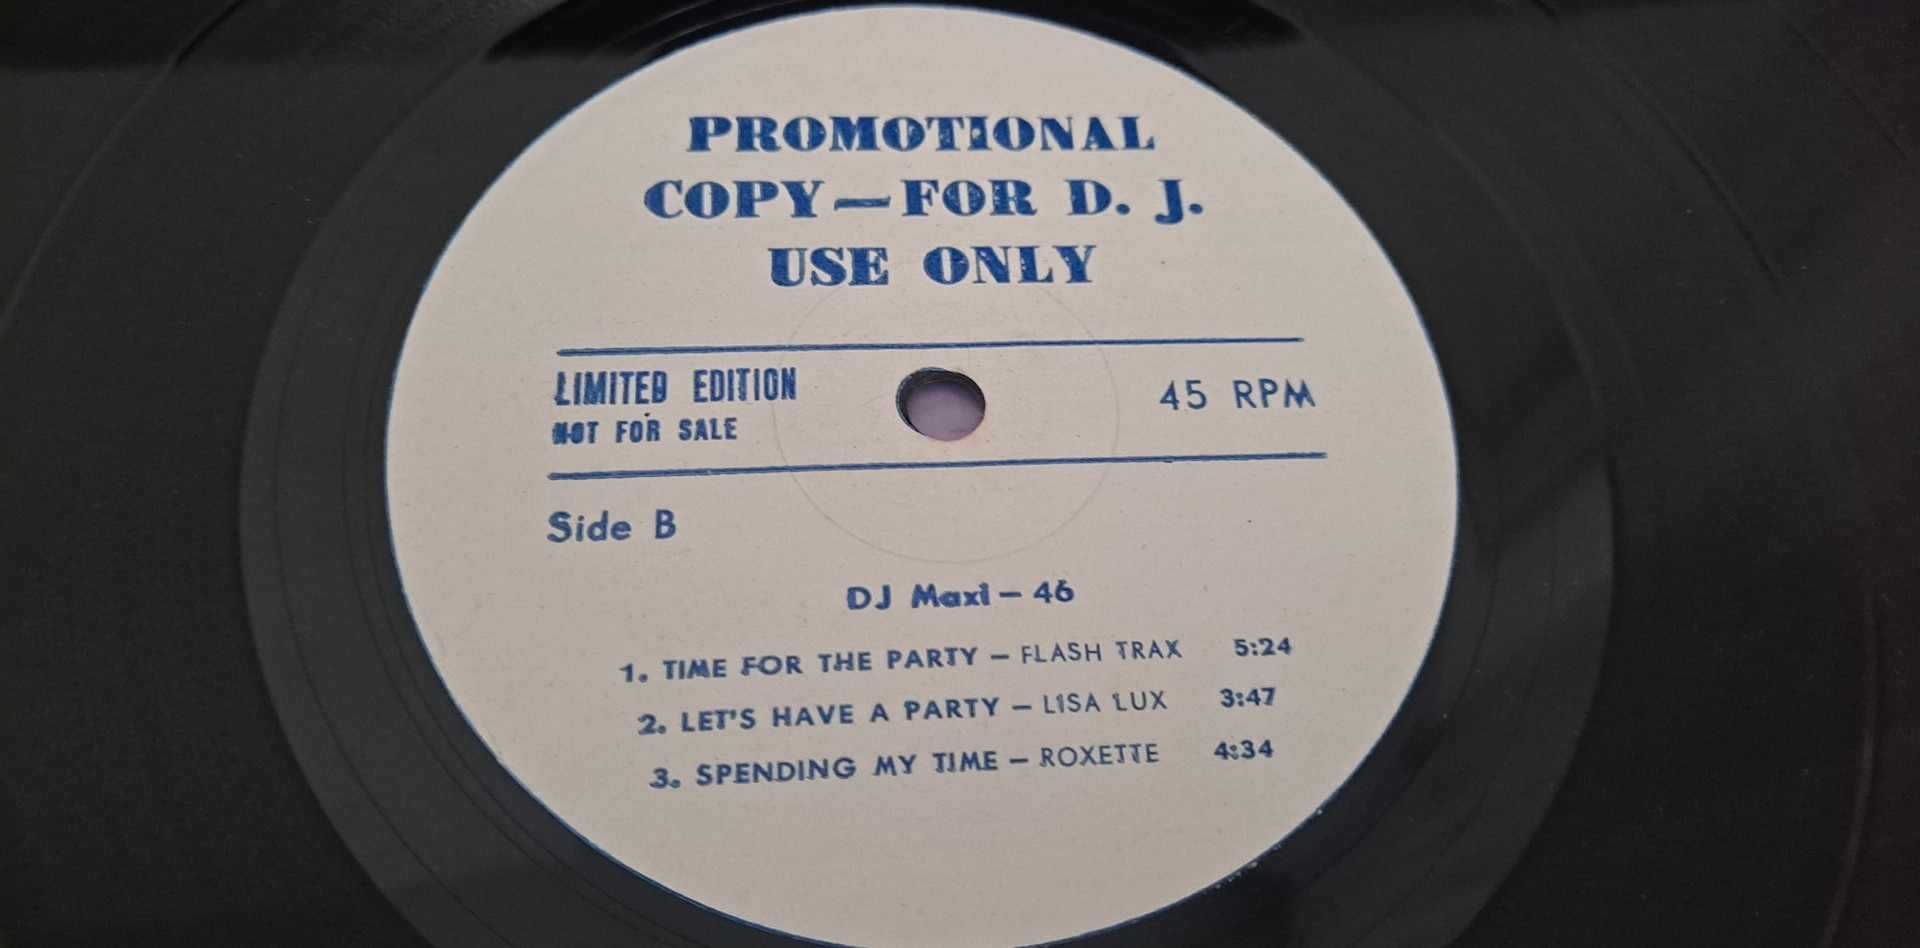 PROMOTIONAL
COPY—FOR D. J.
USE ONLY
LIMITED EDITION
NOT FOR SALE
45 RPM
Side B
DJ Maxi – 46
1. TIME FOR THE PARTY – FLASH TRAX 5:24
2. LET'S HAVE A PARTY – LISA LUX 3:47
3. SPENDING MY TIME – ROXETTE 4:34